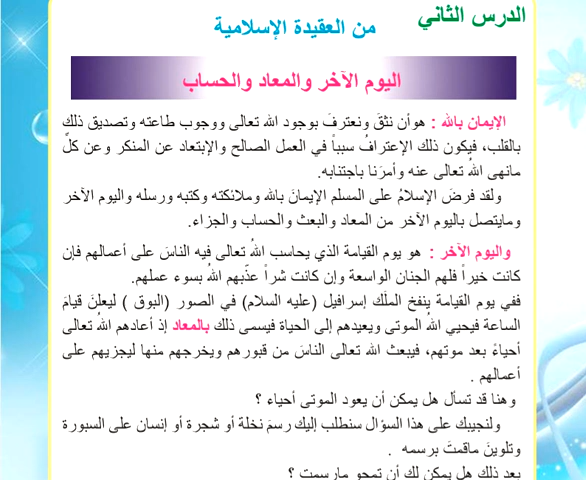 الدرس الثاني
من العقيدة الإسلامية
اليوم الآخر والمعاد والحساب
الإيمان بالله : هوأن نثقَ ونعترفَ بوجود الله تعالى ووجوب طاعته وتصديق ذلك
بالقلب، فيكون ذلك الإعترافُ سبباً في العمل الصالح والإبتعاد عن المنكر وعن كلِّ
مانهى اللهُ تعالى عنه وأمرَنا باجتنابه.
ولقد فرضَ الإسلامُ على المسلم الإيمانَ بالله وملائكته وكتبه ورسله واليوم الآخر
ومايتصل باليوم الآخر من المعاد والبعث والحساب والجزاء.
واليوم الآخر : هو يوم القيامة الذي يحاسب اللهُ تعالى فيه الناسَ على أعمالهم فإن
كانت خيراً فلهم الجنان الواسعة وإن كانت شراً عذّبهم اللهُ بسوء عملهم.
ففي يوم القيامة ينفخ الملَك إسرافيل (عليه السلام) في الصور (البوق ) ليعلنَ قيامَ
الساعة فيحيي اللهُ الموتى ويعيدهم إلى الحياة فيسمى ذلك بالمعاد إذ أعادهم اللهُ تعالى
أحياءً بعد موتهم، فيبعث الله تعالى الناسَ من قبورهم ويخرجهم منها ليجزيهم على
أعمالهم .
وهنا قد تسأل هل يمكن أن يعود الموتى أحياء ؟
ولنجيبك على هذا السؤال سنطلب إليك رسمَ نخلة أو شجرة أو إنسان على السبورة
وتلوينَ ماقمتَ برسمه .
بعد ذلك هل يمكن لك أن تمحو مارسمت ؟